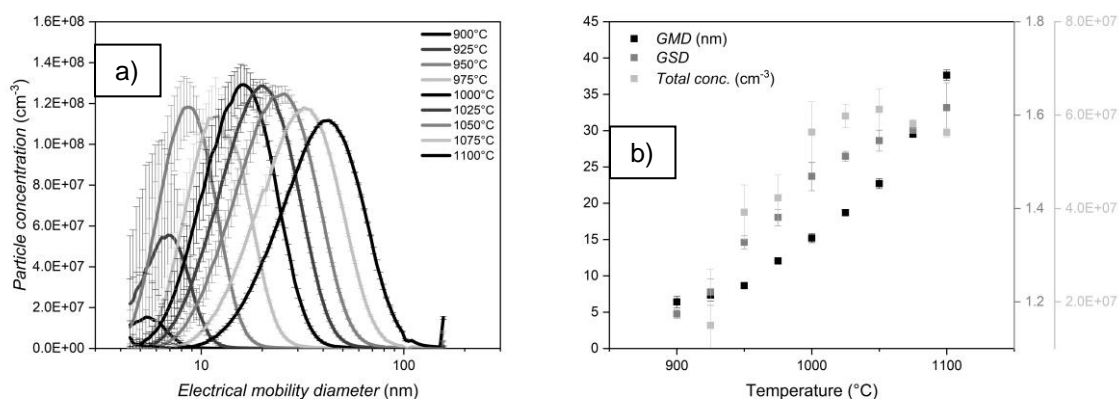 a)
1.6E+08
1.4E+08
1.2E+08
1.0E+08
8.0E+07
6.0E+07
4.0E+07
2.0E+07
0.0E+00
Particle concentration (cm⁻³)
10
100
Electrical mobility diameter (nm)
900°C
925°C
950°C
975°C
1000°C
1025°C
1050°C
1075°C
1100°C
b)
45
40
35
30
25
20
15
10
5
0
GMD (nm)
GSD
Total conc. (cm⁻³)
900
1000
1100
Temperature (°C)
1.8
1.6
1.4
1.2
8.0E+07
6.0E+07
4.0E+07
2.0E+07